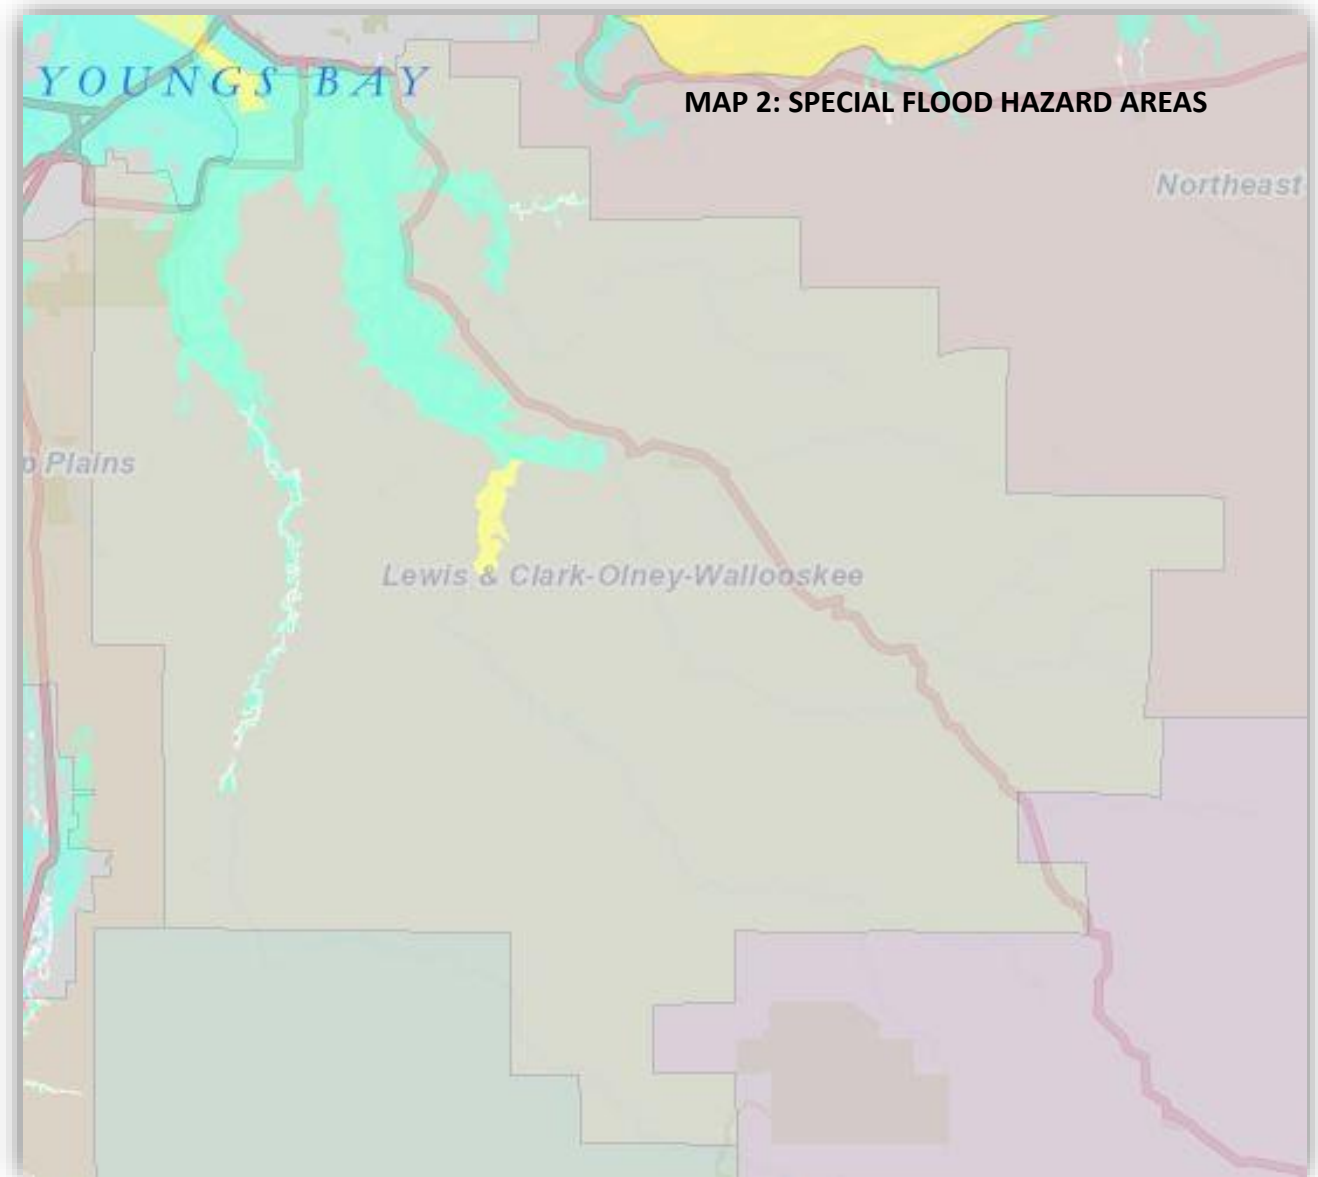 YOUNGS BAY
MAP 2: SPECIAL FLOOD HAZARD AREAS
Northeast
p Plains
Lewis & Clark-Olney-Wallooskee